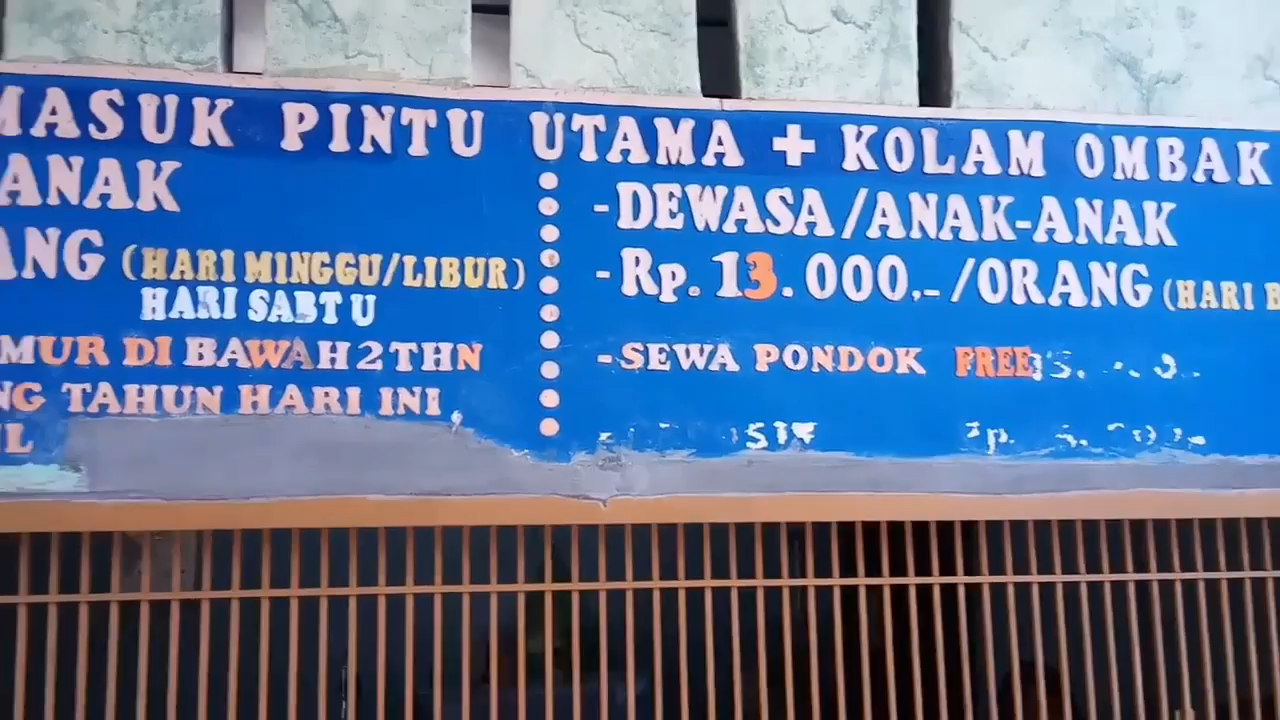 MASUK PINTU UTAMA + KOLAM OMBAK
ANAK
ANG (HARI MINGGU/LIBUR)
HARI SABTU
MUR DI BAWAH 2 THN
NG TAHUN HARI INI
-DEWASA/ANAK-ANAK
-Rp. 13.000,-/ORANG (HARI B
-SEWA PONDOK FREE